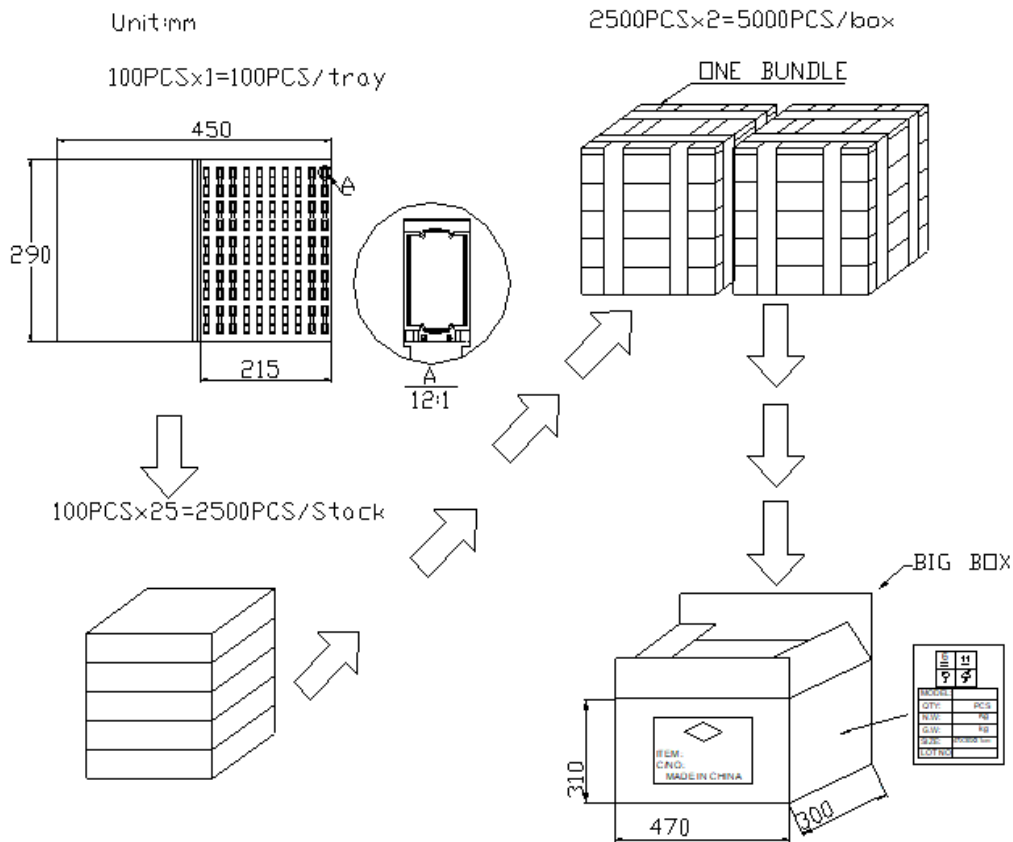 Unit:mm
2500PCSx2=5000PCS/box
100PCSx1=100PCS/tray
ONE BUNDLE
450
A
290
215
A
12:1
100PCSx25=2500PCS/Stack
BIG BOX
MODEL:
QTY: PCS
N.W: KG
G.W: KG
SIZE:
LOT NO
ITEM:
C/NO:
MADE IN CHINA
310
470
300